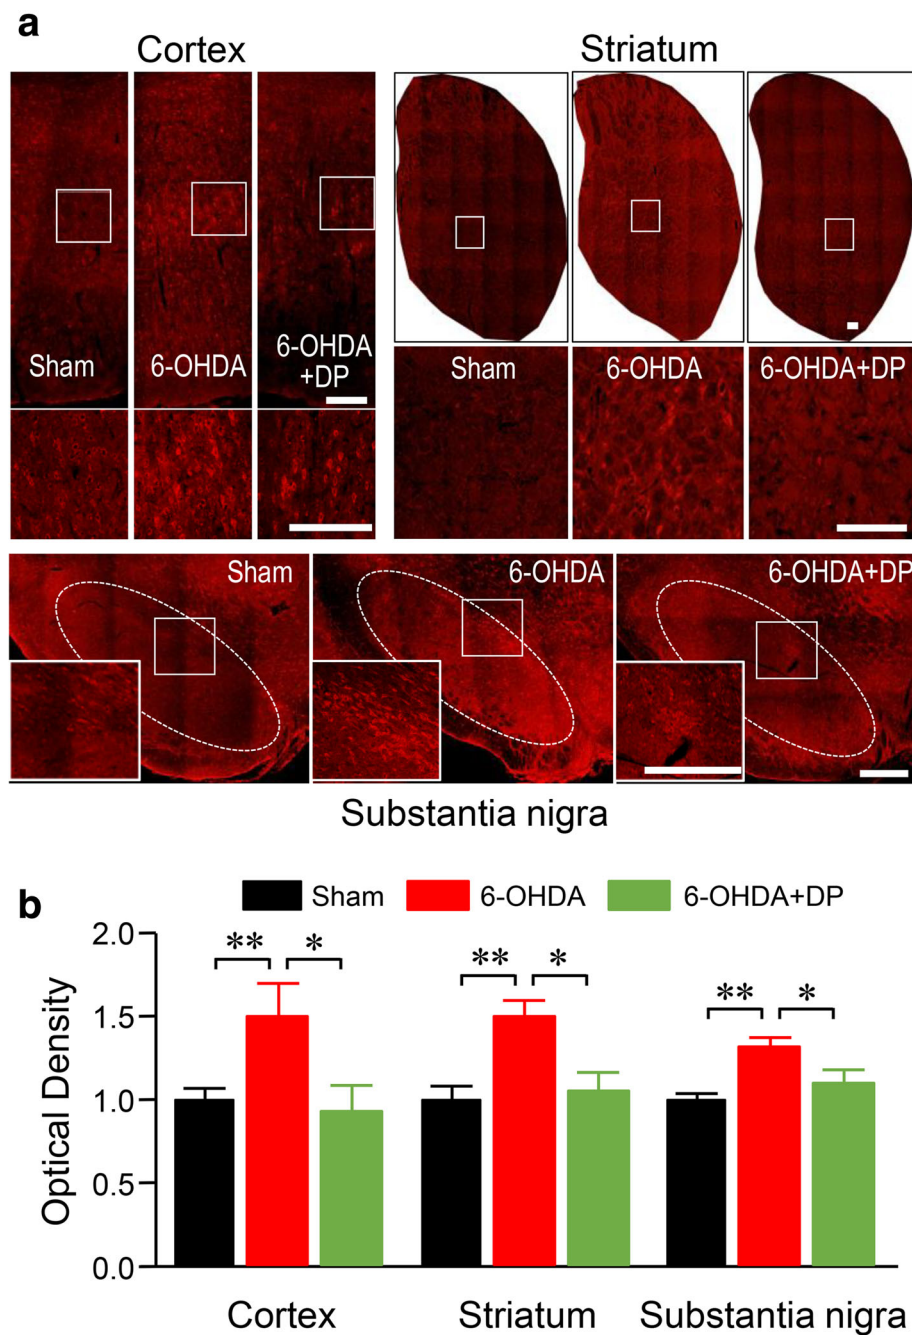 a
Cortex Striatum
Sham 6-OHDA 6-OHDA
+DP
Sham 6-OHDA 6-OHDA+DP
Sham 6-OHDA 6-OHDA+DP
Substantia nigra
b
Sham 6-OHDA 6-OHDA+DP
Optical Density
2.0
1.5
1.0
0.5
0.0
** * ** * ** *
Cortex Striatum Substantia nigra